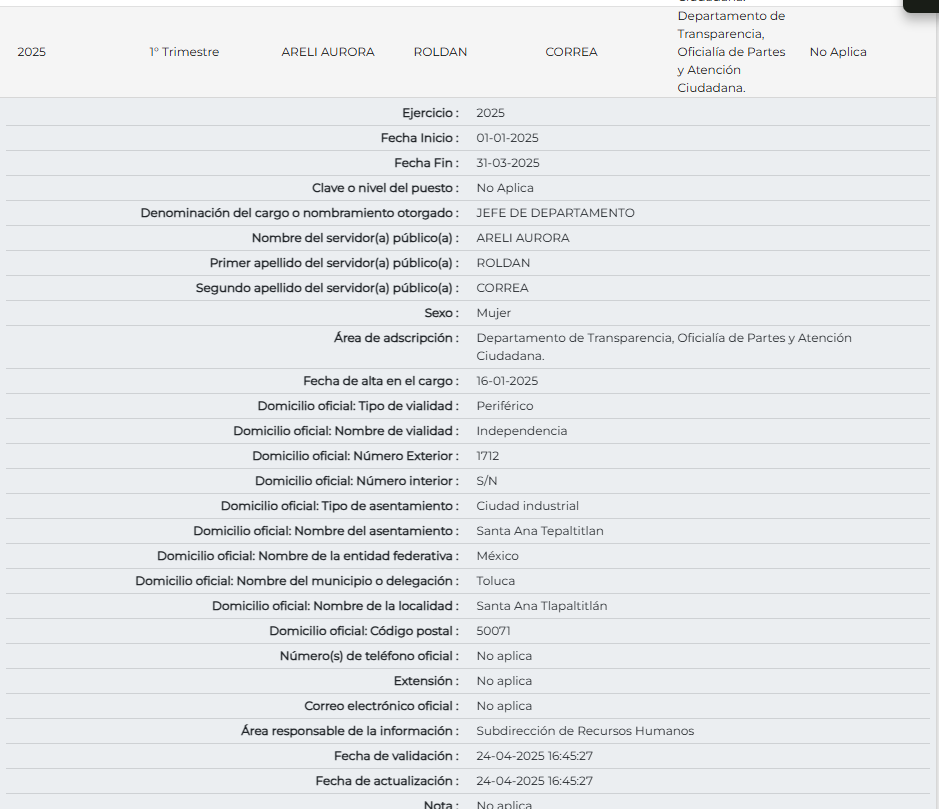 Departamento de
Transparencia,
2025 1° Trimestre ARELI AURORA ROLDAN CORREA Oficialía de Partes No Aplica
y Atención
Ciudadana.
Ejercicio : 2025
Fecha Inicio : 01-01-2025
Fecha Fin : 31-03-2025
Clave o nivel del puesto : No Aplica
Denominación del cargo o nombramiento otorgado : JEFE DE DEPARTAMENTO
Nombre del servidor(a) público(a) : ARELI AURORA
Primer apellido del servidor(a) público(a) : ROLDAN
Segundo apellido del servidor(a) público(a) : CORREA
Sexo : Mujer
Área de adscripción : Departamento de Transparencia, Oficialía de Partes y Atención
Ciudadana.
Fecha de alta en el cargo : 16-01-2025
Domicilio oficial: Tipo de vialidad : Periférico
Domicilio oficial: Nombre de vialidad : Independencia
Domicilio oficial: Número Exterior : 1712
Domicilio oficial: Número interior : S/N
Domicilio oficial: Tipo de asentamiento : Ciudad industrial
Domicilio oficial: Nombre del asentamiento : Santa Ana Tepaltitlan
Domicilio oficial: Nombre de la entidad federativa : México
Domicilio oficial: Nombre del municipio o delegación : Toluca
Domicilio oficial: Nombre de la localidad : Santa Ana Tlapaltitlán
Domicilio oficial: Código postal : 50071
Número(s) de teléfono oficial : No aplica
Extensión : No aplica
Correo electrónico oficial : No aplica
Área responsable de la información : Subdirección de Recursos Humanos
Fecha de validación : 24-04-2025 16:45:27
Fecha de actualización : 24-04-2025 16:45:27
Nota : No aplica